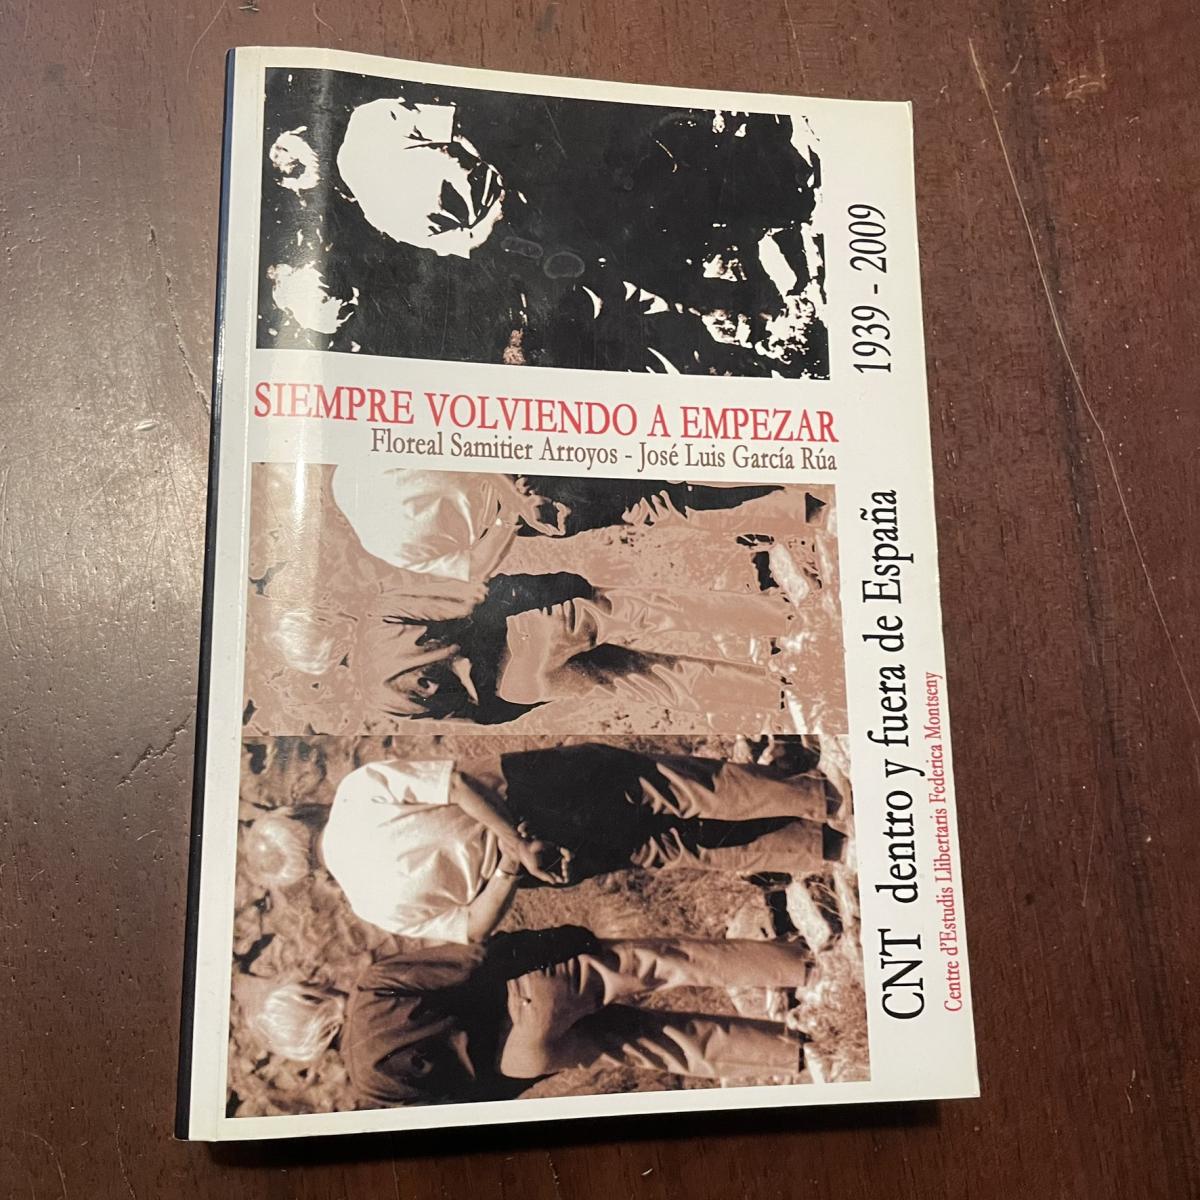 SIEMPRE VOLVIENDO A EMPEZAR
Floreal Samitier Arroyos - José Luis García Rúa
CNT dentro y fuera de España 1939 - 2009
Centre d'Estudis Llibertaris Federica Montseny